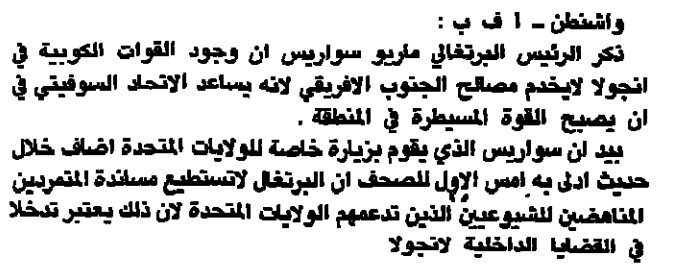 واشنطن ــ ا ف ب :
ذكر الرئيس البرتغالي ماريو سواريس ان وجود القوات الكوبية في
انجولا لايخدم مصالح الجنوب الافريقي لانه يساعد الاتحاد السوفيتي في
ان يصبح القوة المسيطرة في المنطقة .
بيد ان سواريس الذي يقوم بزيارة خاصة للولايات المتحدة اضاف خلال
حديث ادلى به امس الاول للصحف ان البرتغال لاتستطيع مساندة المتمردين
المناهضين للشيوعيين الذين تدعمهم الولايات المتحدة لان ذلك يعتبر تدخلا
في القضايا الداخلية لانجولا